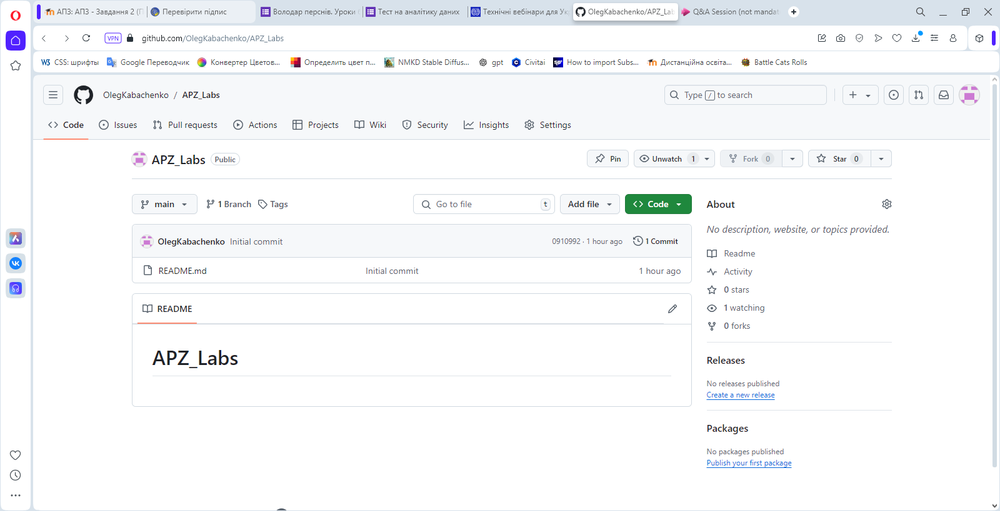 АПЗ: АПЗ - Завдання 2 (П
Перевірити підпис
Володар перснів. Уроки
Тест на аналітику даних
Технічні вебінари для Ук
OlegKabachenko/APZ_Lab
Q&A Session (not mandat
VPN
github.com/OlegKabachenko/APZ_Labs
W3 CSS: шрифты
Google Переводчик
Конвертер Цветов...
Определить цвет п...
NMKD Stable Diffus...
gpt
Civitai
How to import Subs...
Дистанційна освіта...
Battle Cats Rolls
OlegKabachenko / APZ_Labs
Type / to search
Code
Issues
Pull requests
Actions
Projects
Wiki
Security
Insights
Settings
APZ_Labs Public
Pin
Unwatch 1
Fork 0
Star 0
main
1 Branch
Tags
Go to file t
Add file
Code
OlegKabachenko Initial commit
0910992 · 1 hour ago
1 Commit
README.md
Initial commit
1 hour ago
README
APZ_Labs
About
No description, website, or topics provided.
Readme
Activity
0 stars
1 watching
0 forks
Releases
No releases published
Create a new release
Packages
No packages published
Publish your first package